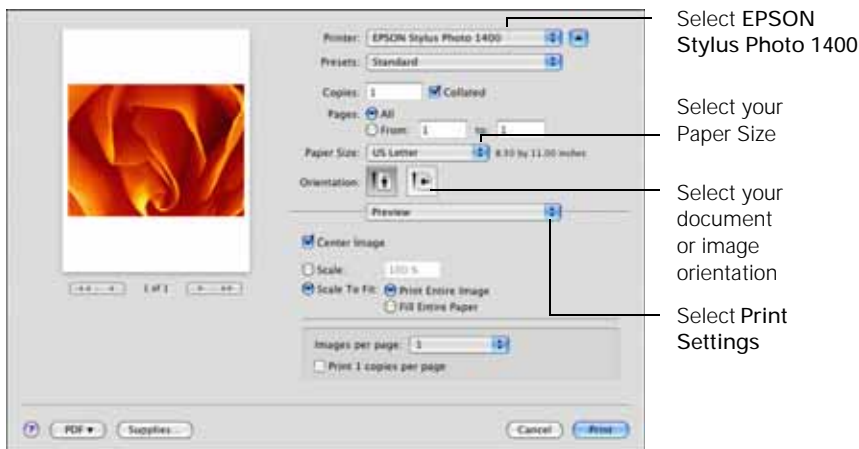 Printer: EPSON Stylus Photo 1400
Presets: Standard
Copies: 1 Collated
Pages: All
From: 1 to: 1
Paper Size: US Letter 8.50 by 11.00 inches
Orientation:
Preview
Center Image
Scale: 100 %
Scale To Fit: Print Entire Image
Fill Entire Paper
1 of 1
Images per page: 1
Print 1 copies per page
? PDF ▾ Supplies... Cancel Print
Select EPSON
Stylus Photo 1400
Select your
Paper Size
Select your
document
or image
orientation
Select Print
Settings